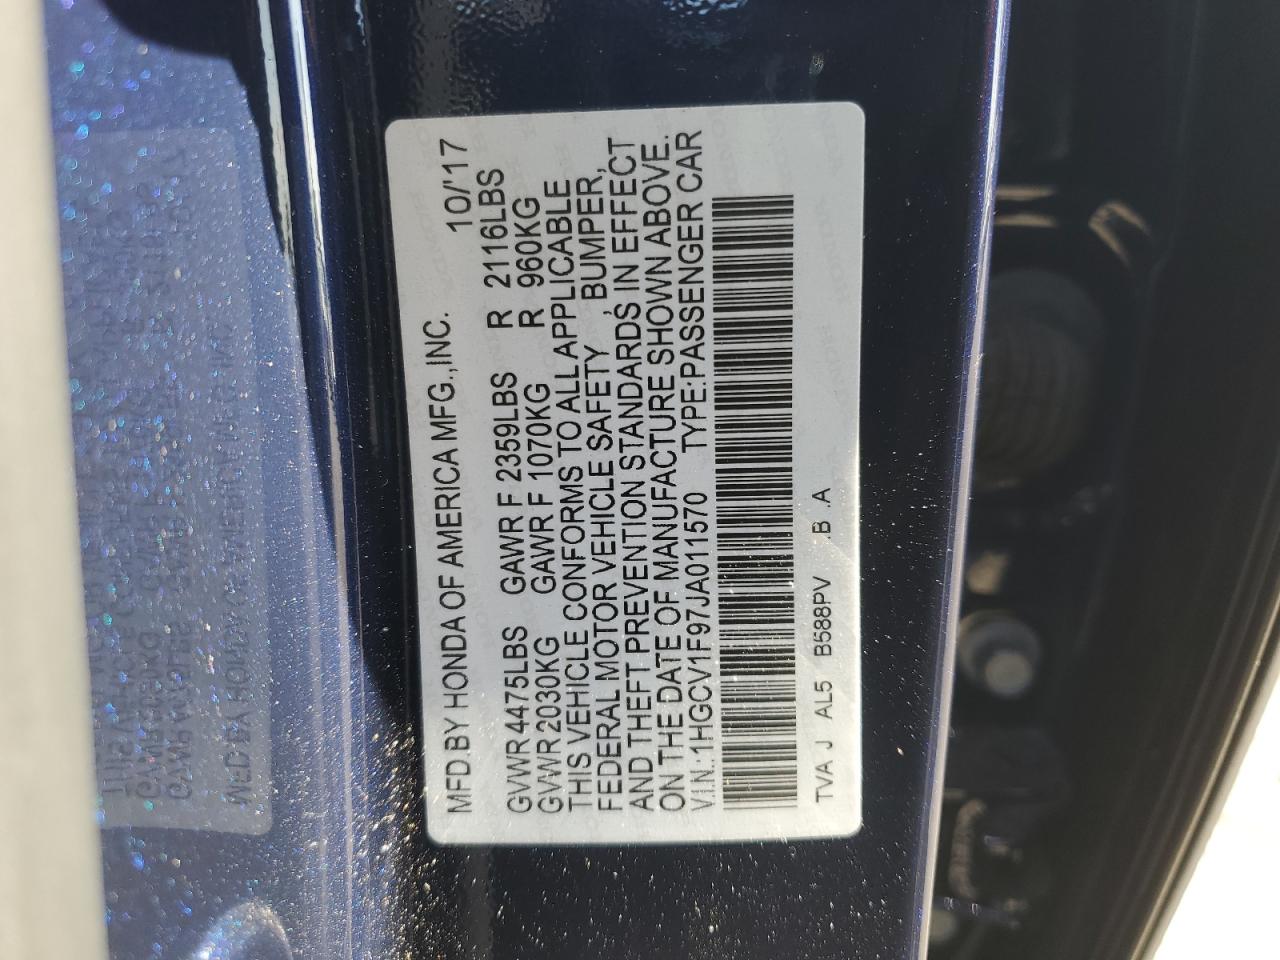 MFD.BY HONDA OF AMERICA MFG.,INC. 10/'17
GVWR 4475LBS GAWR F 2359LBS R 2116LBS
GVWR 2030KG GAWR F 1070KG R 960KG
THIS VEHICLE CONFORMS TO ALL APPLICABLE
FEDERAL MOTOR VEHICLE SAFETY , BUMPER,
AND THEFT PREVENTION STANDARDS IN EFFECT
ON THE DATE OF MANUFACTURE SHOWN ABOVE.
V.I.N.:1HGCV1F97JA011570 TYPE:PASSENGER CAR
TVA J AL5 B588PV .B .A